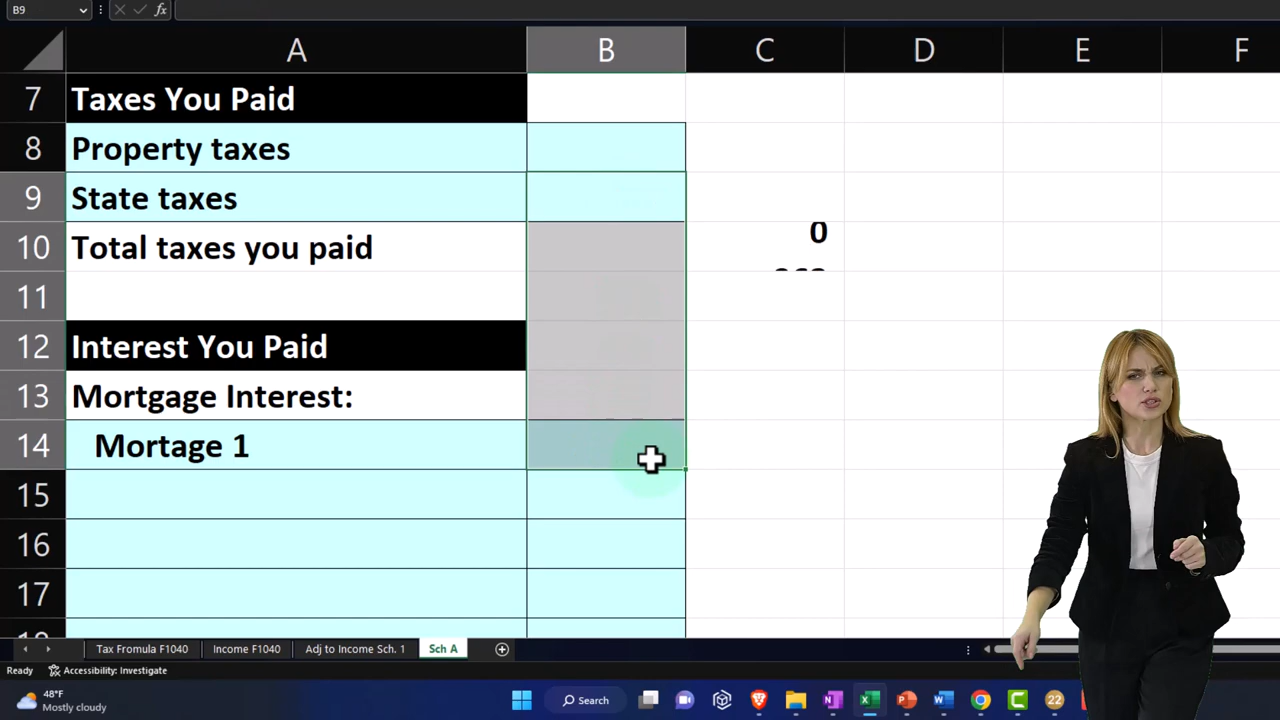 B9 fx
A B C D E F
7 Taxes You Paid
8 Property taxes
9 State taxes
10 Total taxes you paid 0
11
12 Interest You Paid
13 Mortgage Interest:
14 Mortage 1
15
16
17
Tax Fromula F1040 Income F1040 Adj to Income Sch. 1 Sch A
Ready Accessibility: Investigate
48°F Search 22
Mostly cloudy